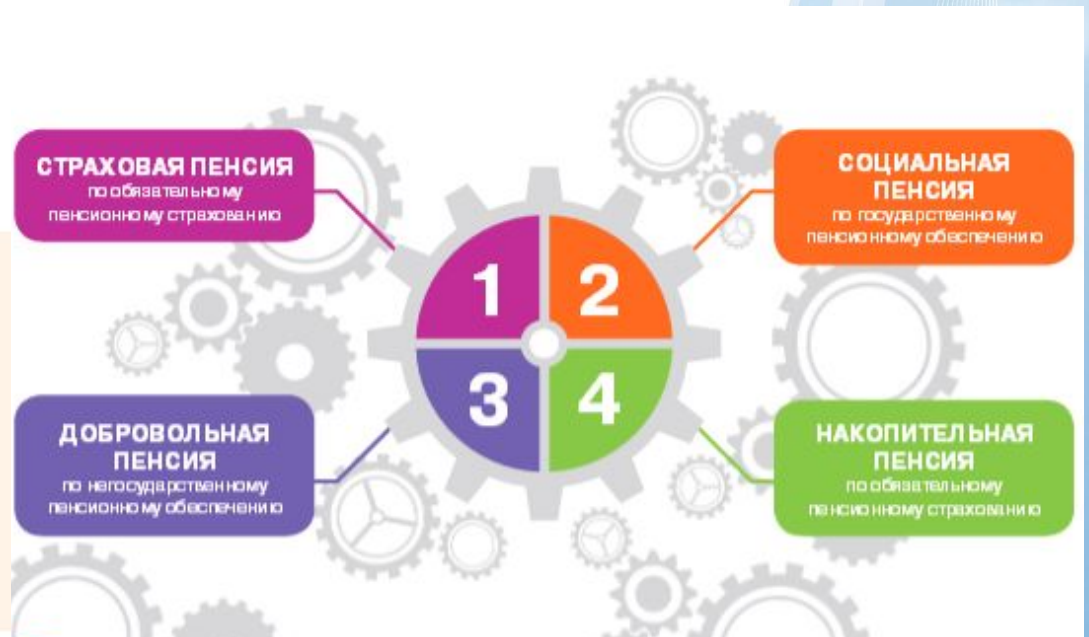 СТРАХОВАЯ ПЕНСИЯ
по обязательному
пенсионному страхованию
1
СОЦИАЛЬНАЯ
ПЕНСИЯ
по государственному
пенсионному обеспечению
2
ДОБРОВОЛЬНАЯ
ПЕНСИЯ
по негосударственному
пенсионному обеспечению
3
НАКОПИТЕЛЬНАЯ
ПЕНСИЯ
по обязательному
пенсионному страхованию
4